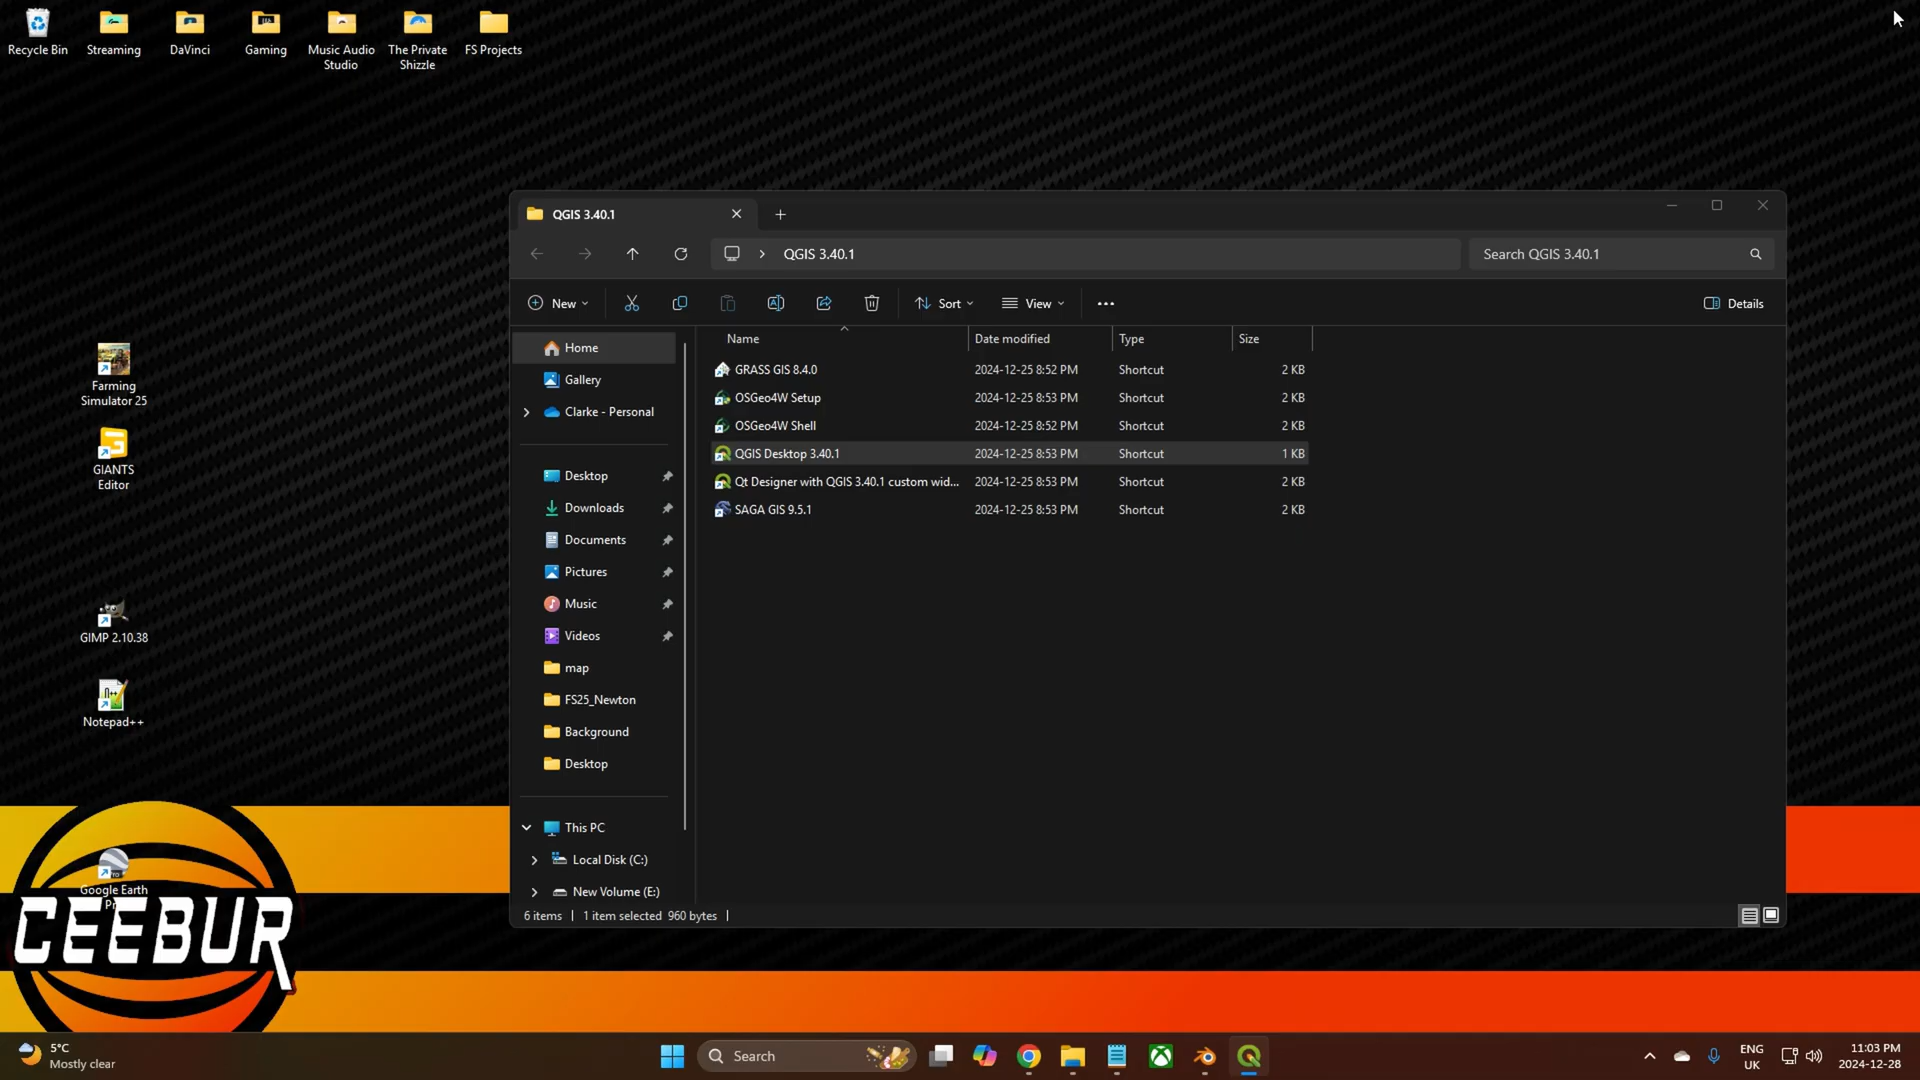 Recycle Bin
Streaming
DaVinci
Gaming
Music Audio
Studio
The Private
Shizzle
FS Projects
Farming
Simulator 25
GIANTS
Editor
GIMP 2.10.38
Notepad++
Google Earth
CEEBUR
QGIS 3.40.1
QGIS 3.40.1
Search QGIS 3.40.1
New
Sort
View
Details
Name
Date modified
Type
Size
GRASS GIS 8.4.0 2024-12-25 8:52 PM Shortcut 2 KB
OSGeo4W Setup 2024-12-25 8:53 PM Shortcut 2 KB
OSGeo4W Shell 2024-12-25 8:52 PM Shortcut 2 KB
QGIS Desktop 3.40.1 2024-12-25 8:53 PM Shortcut 1 KB
Qt Designer with QGIS 3.40.1 custom wid... 2024-12-25 8:53 PM Shortcut 2 KB
SAGA GIS 9.5.1 2024-12-25 8:53 PM Shortcut 2 KB
Home
Gallery
Clarke - Personal
Desktop
Downloads
Documents
Pictures
Music
Videos
map
FS25_Newton
Background
Desktop
This PC
Local Disk (C:)
New Volume (E:)
6 items
1 item selected 960 bytes
5°C
Mostly clear
Search
ENG
UK
11:03 PM
2024-12-28